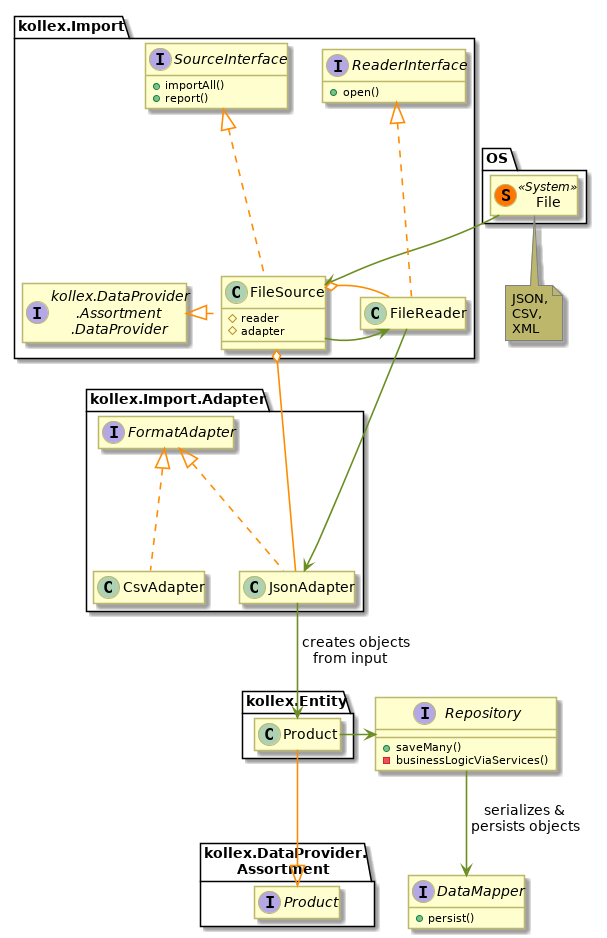 kollex.Import
I SourceInterface
importAll()
report()
I ReaderInterface
open()
OS
S «System»
File
I kollex.DataProvider
.Assortment
.DataProvider
C FileSource
reader
adapter
C FileReader
JSON,
CSV,
XML
kollex.Import.Adapter
I FormatAdapter
C CsvAdapter
C JsonAdapter
creates objects
from input
kollex.Entity
C Product
I Repository
saveMany()
businessLogicViaServices()
serializes &
persists objects
kollex.DataProvider.
Assortment
I Product
I DataMapper
persist()